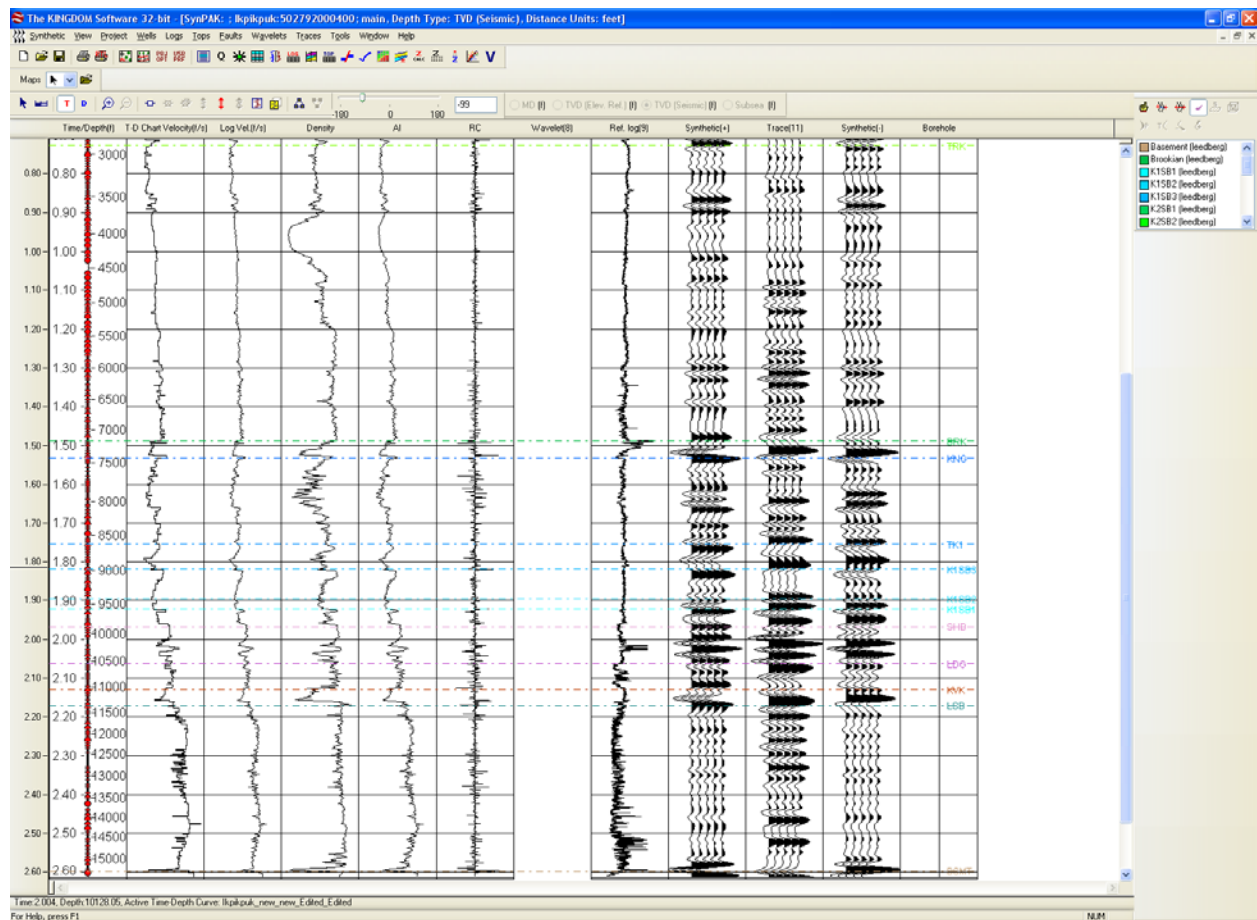 The KINGDOM Software 32-bit - [SynPAK: ; Ikpikpuk:502792000400; main, Depth Type: TVD (Seismic), Distance Units: feet]
Synthetic View Project Wells Logs Tops Faults Wavelets Traces Tools Window Help
Maps
T D -180 0 180 -99 MD (f) TVD (Elev. Ref.) (f) TVD (Seismic) (f) Subsea (f)
Time/Depth(f) T-D Chart Velocity(f/s) Log Vel.(f/s) Density AI RC Wavelet(8) Ref. log(9) Synthetic(+) Trace(11) Synthetic(-) Borehole
Basement (leedberg)
Brookian (leedberg)
K1SB1 (leedberg)
K1SB2 (leedberg)
K1SB3 (leedberg)
K2SB1 (leedberg)
K2SB2 (leedberg)
TRK
3000
0.80 0.80
3500
0.90 0.90
4000
1.00 1.00
4500
1.10 1.10
5000
1.20 1.20
5500
1.30 1.30
6000
6500
1.40 1.40
7000
BRK
1.50 1.50
KNG
7500
1.60 1.60
8000
1.70 1.70
8500
TK1
1.80 1.80
9000
K1SB3
1.90 1.90
K1SB2
9500
K1SB1
SHB
10000
2.00 2.00
10500
LDG
2.10 2.10
11000
KVK
LSB
11500
2.20 2.20
12000
2.30 2.30
12500
13000
2.40 2.40
13500
14000
2.50 2.50
14500
15000
2.60 2.60
Time:2.004, Depth:10128.05, Active Time-Depth Curve: Ikpikpuk_new_new_Edited_Edited
For Help, press F1 NUM